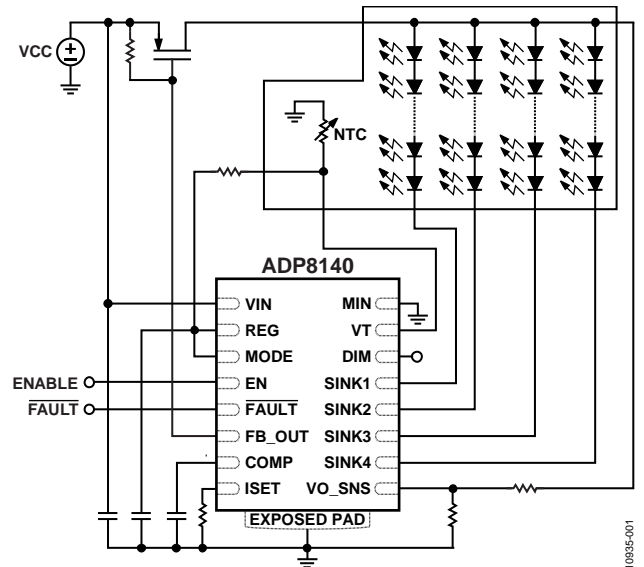 VCC
NTC
ADP8140
VIN
MIN
REG
VT
MODE
DIM
ENABLE
EN
SINK1
FAULT
FAULT
SINK2
FB_OUT
SINK3
COMP
SINK4
ISET
VO_SNS
EXPOSED PAD
10935-001